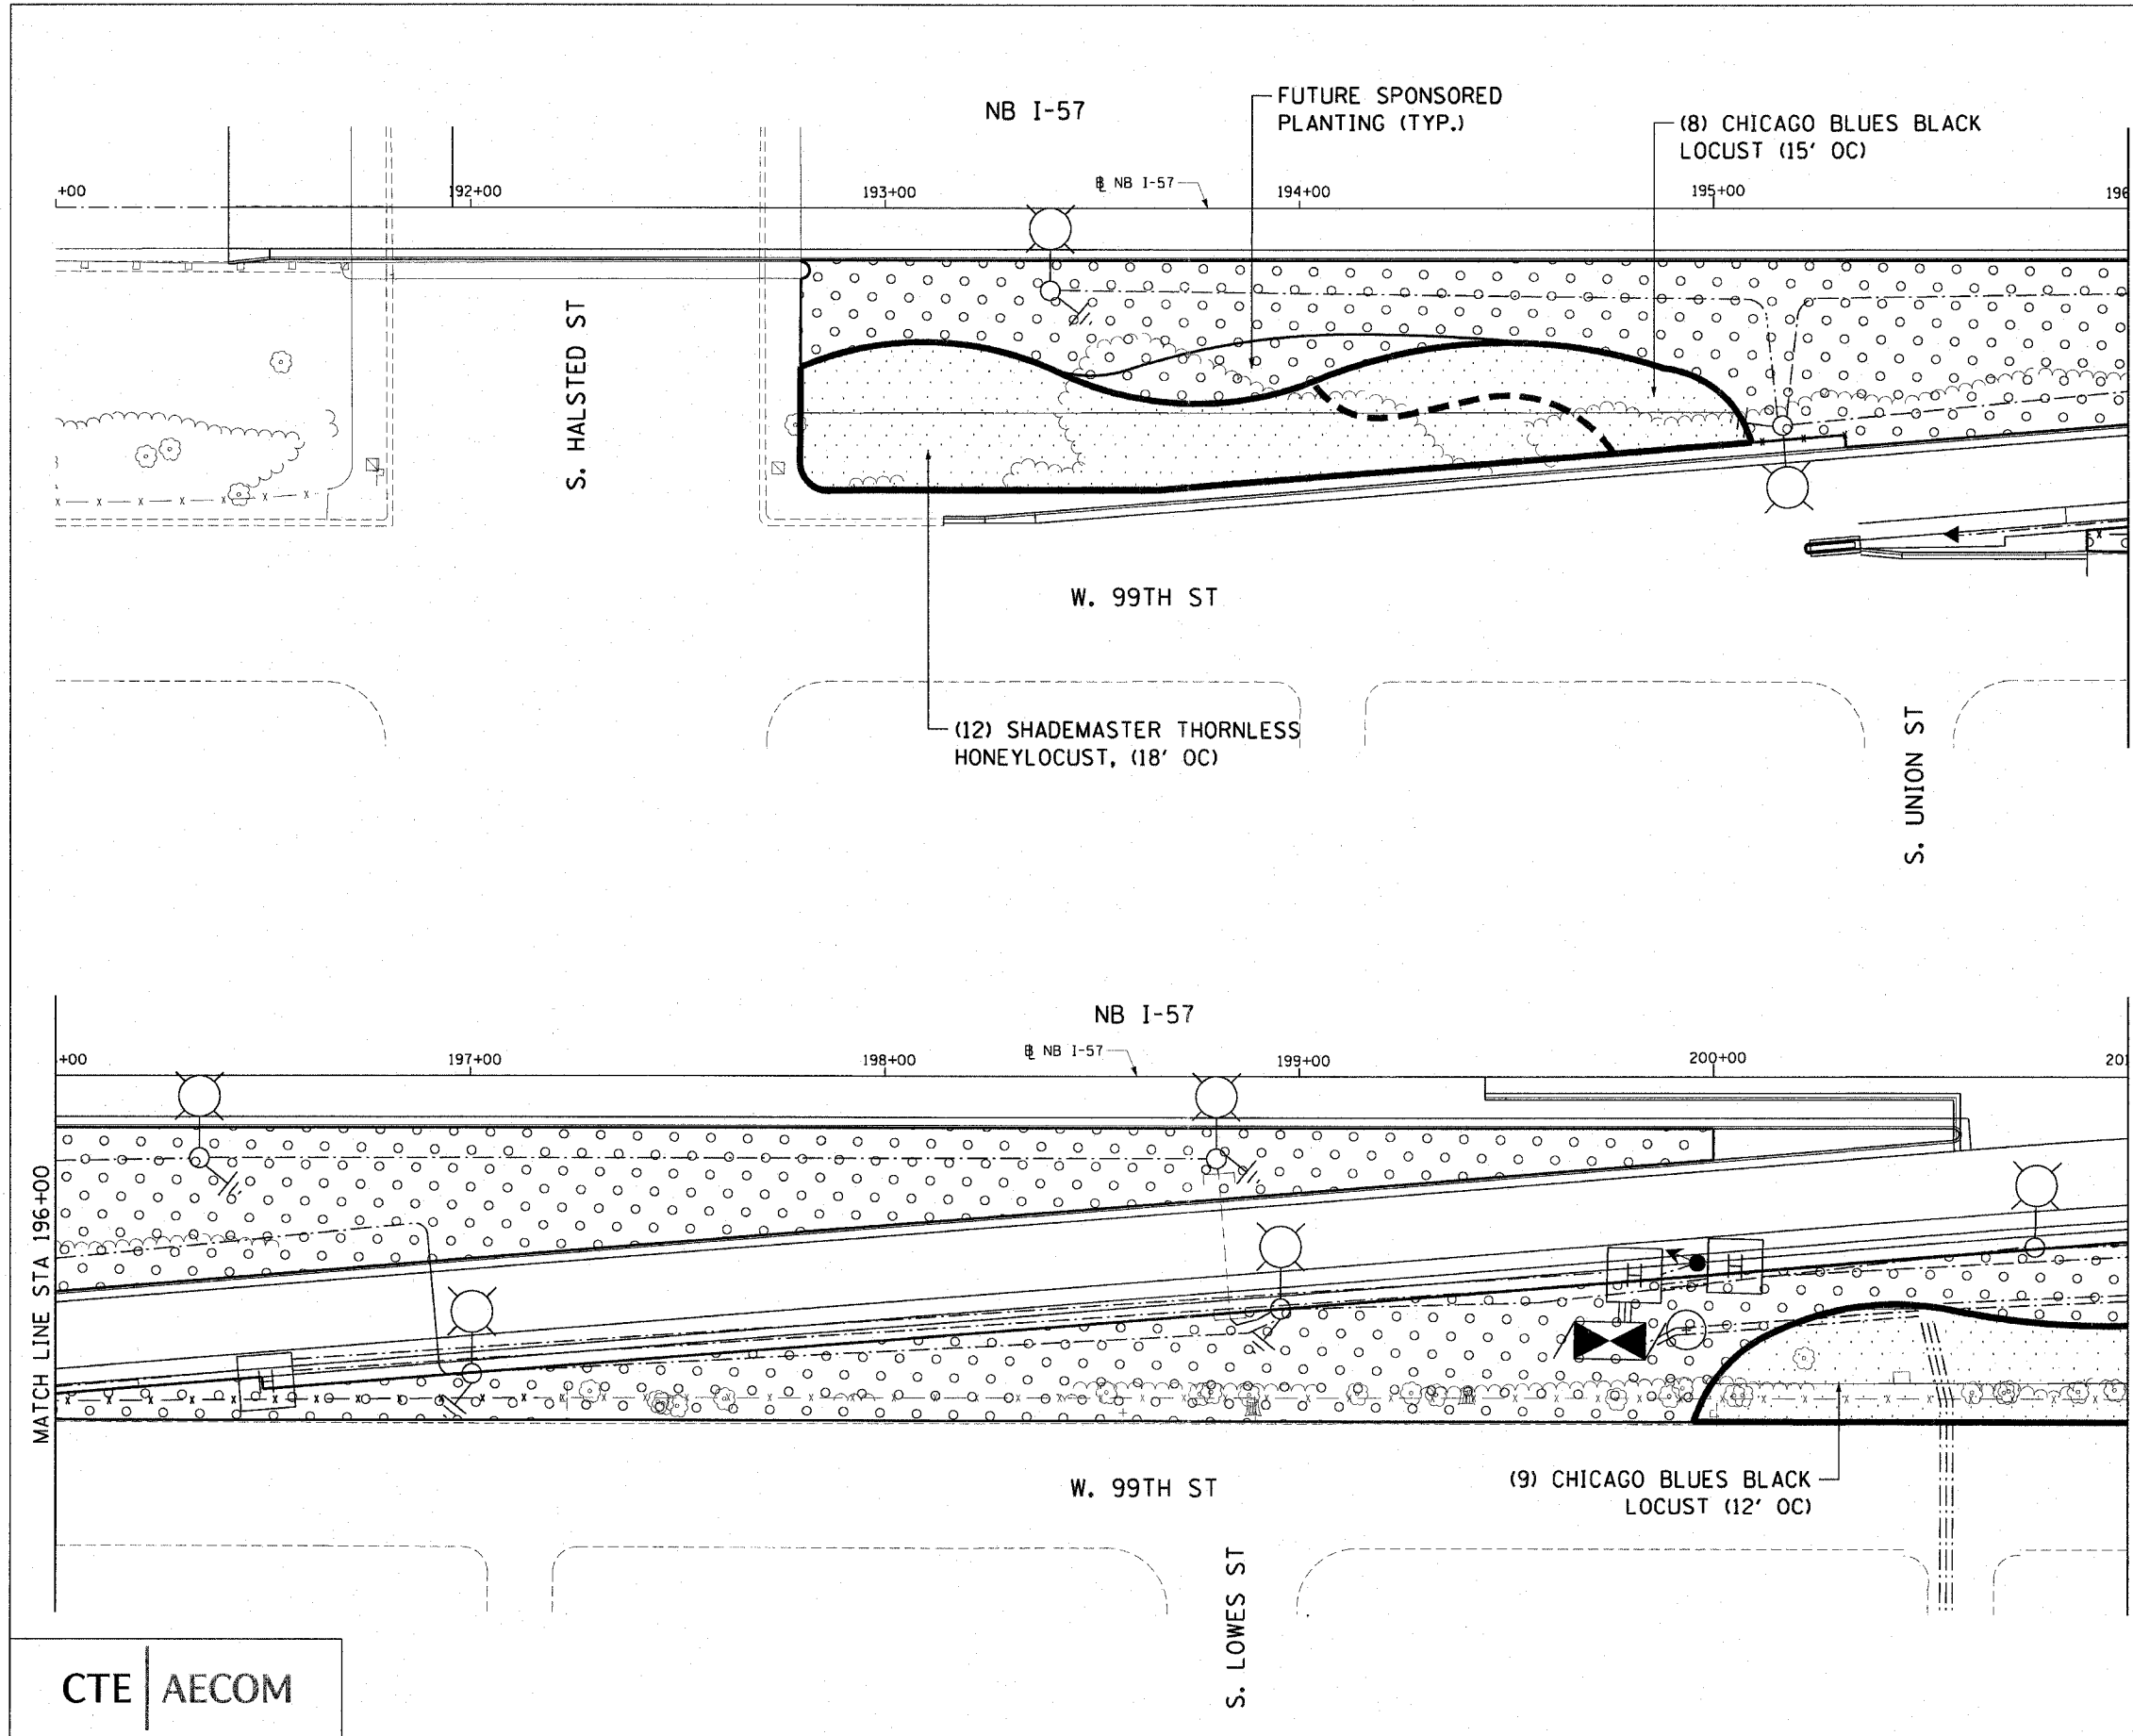 NB I-57
FUTURE SPONSORED
PLANTING (TYP.)
(8) CHICAGO BLUES BLACK
LOCUST (15' OC)
+00
192+00
193+00
NB I-57
194+00
195+00
196
S. HALSTED ST
W. 99TH ST
(12) SHADEMASTER THORNLESS
HONEYLOCUST, (18' OC)
S. UNION ST
NB I-57
+00
197+00
198+00
NB I-57
199+00
200+00
201
MATCH LINE STA 196+00
H
H
H
W. 99TH ST
(9) CHICAGO BLUES BLACK
LOCUST (12' OC)
S. LOWES ST
CTE | AECOM